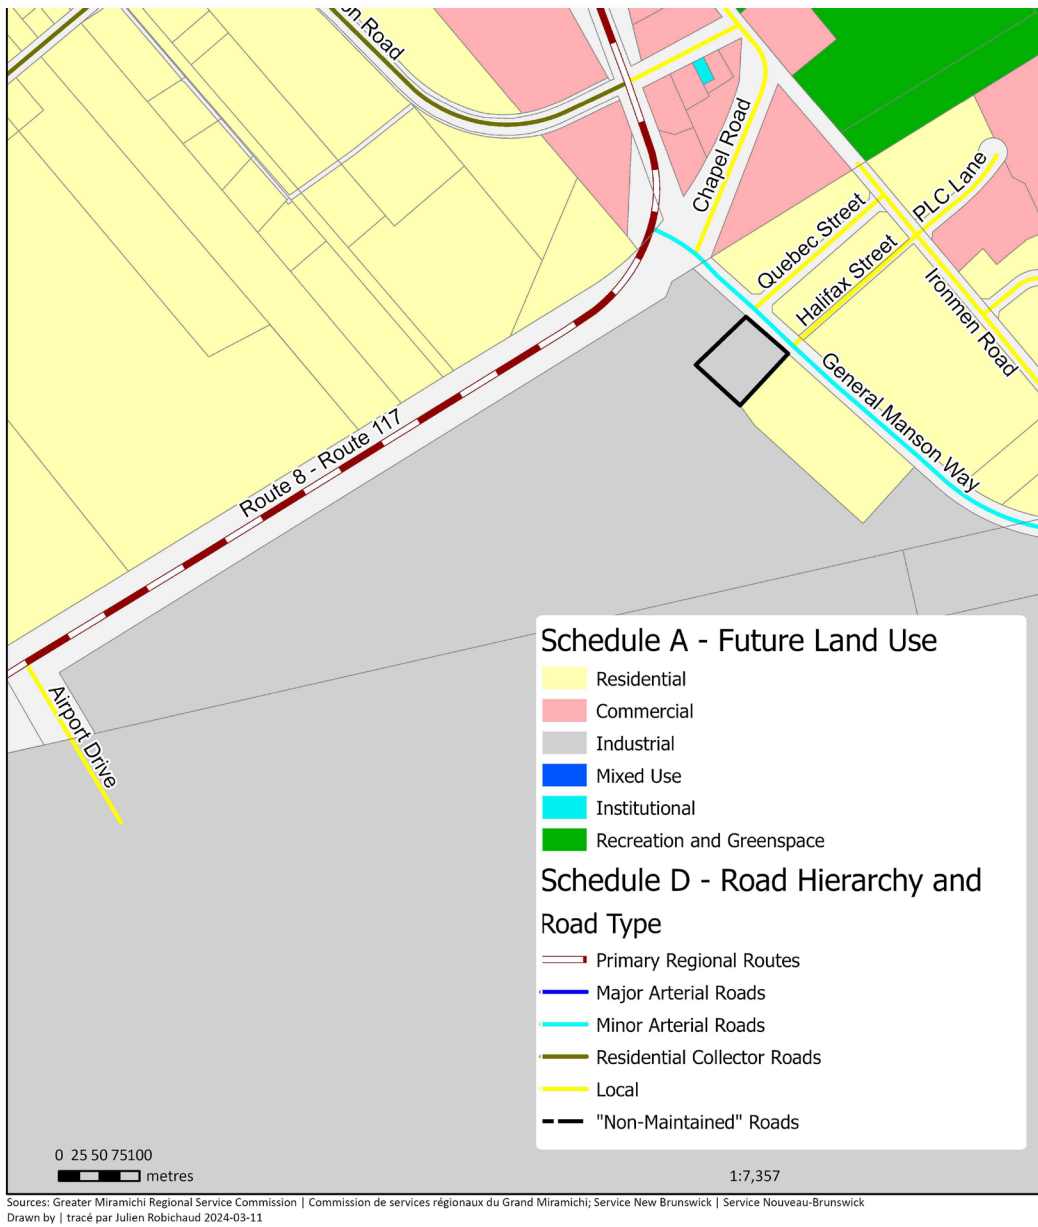 on Road
Chapel Road
PLC Lane
Quebec Street
Halifax Street
Ironmen Road
General Manson Way
Route 8 - Route 117
Airport Drive
Schedule A - Future Land Use
Residential
Commercial
Industrial
Mixed Use
Institutional
Recreation and Greenspace
Schedule D - Road Hierarchy and
Road Type
Primary Regional Routes
Major Arterial Roads
Minor Arterial Roads
Residential Collector Roads
Local
"Non-Maintained" Roads
0 25 50 75 100
metres
1:7,357
Sources: Greater Miramichi Regional Service Commission | Commission de services régionaux du Grand Miramichi; Service New Brunswick | Service Nouveau-Brunswick
Drawn by | tracé par Julien Robichaud 2024-03-11